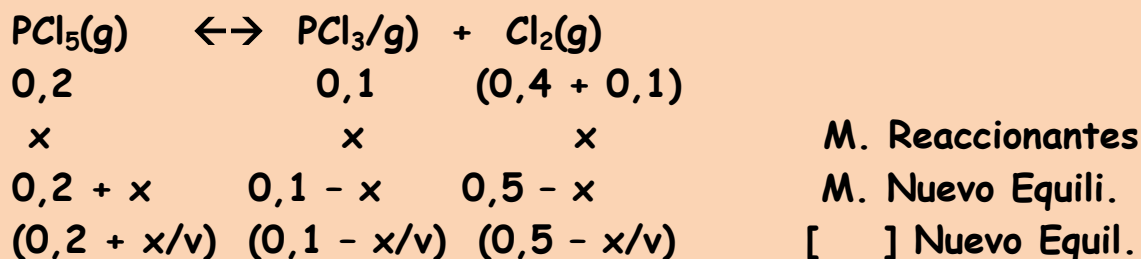 PCl₅(g) ←→ PCl₃/g) + Cl₂(g)
0,2 0,1 (0,4 + 0,1)
x x x M. Reaccionantes
0,2 + x 0,1 – x 0,5 – x M. Nuevo Equili.
(0,2 + x/v) (0,1 – x/v) (0,5 – x/v) [ ] Nuevo Equil.